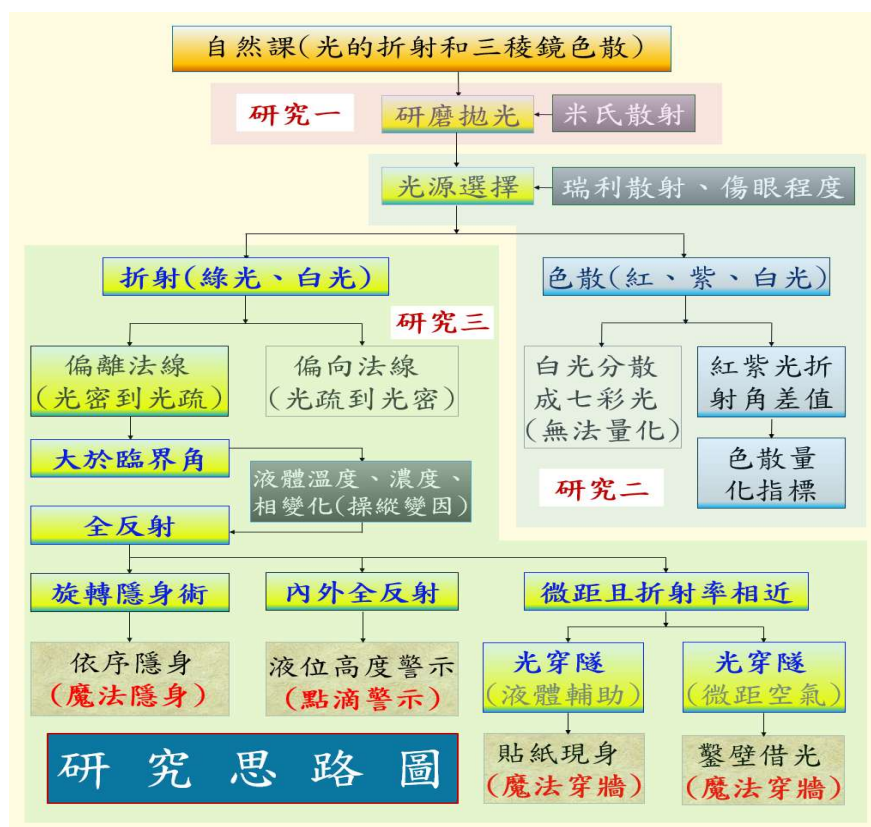 自然課(光的折射和三稜鏡色散)
研究一
研磨拋光
米氏散射
光源選擇
瑞利散射、傷眼程度
折射(綠光、白光)
色散(紅、紫、白光)
研究三
偏離法線
(光密到光疏)
偏向法線
(光疏到光密)
白光分散
成七彩光
(無法量化)
紅紫光折
射角差值
大於臨界角
液體溫度、濃度、
相變化(操縱變因)
色散量
化指標
研究二
全反射
旋轉隱身術
內外全反射
微距且折射率相近
依序隱身
(魔法隱身)
液位高度警示
(點滴警示)
光穿隧
(液體輔助)
光穿隧
(微距空氣)
貼紙現身
(魔法穿牆)
鑿壁借光
(魔法穿牆)
研究思路圖